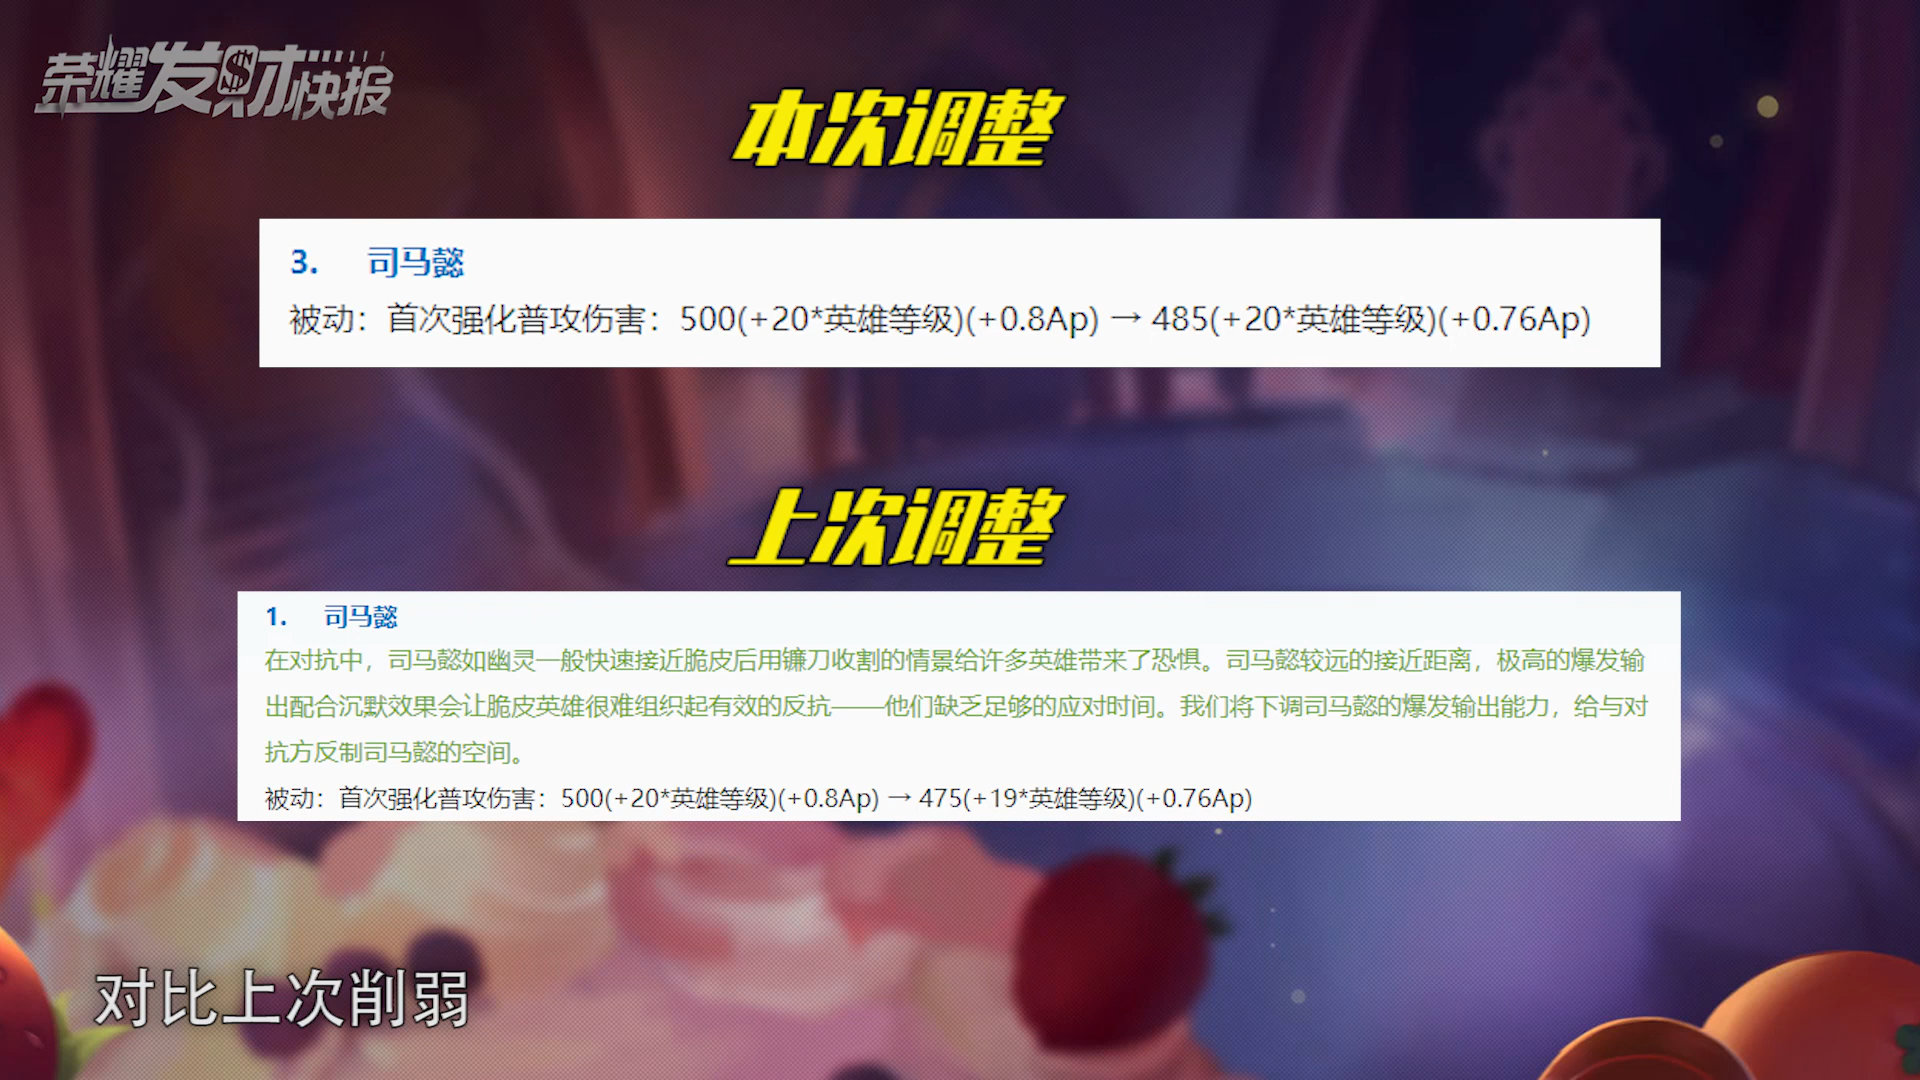 荣耀发财快报
本次调整
3. 司马懿
被动：首次强化普攻伤害：500(+20*英雄等级)(+0.8Ap) → 485(+20*英雄等级)(+0.76Ap)
上次调整
1. 司马懿
在对抗中，司马懿如幽灵一般快速接近脆皮后用镰刀收割的情景给许多英雄带来了恐惧。司马懿较远的接近距离，极高的爆发输
出配合沉默效果会让脆皮英雄很难组织起有效的反抗——他们缺乏足够的应对时间。我们将下调司马懿的爆发输出能力，给与对
抗方反制司马懿的空间。
被动：首次强化普攻伤害：500(+20*英雄等级)(+0.8Ap) → 475(+19*英雄等级)(+0.76Ap)
对比上次削弱